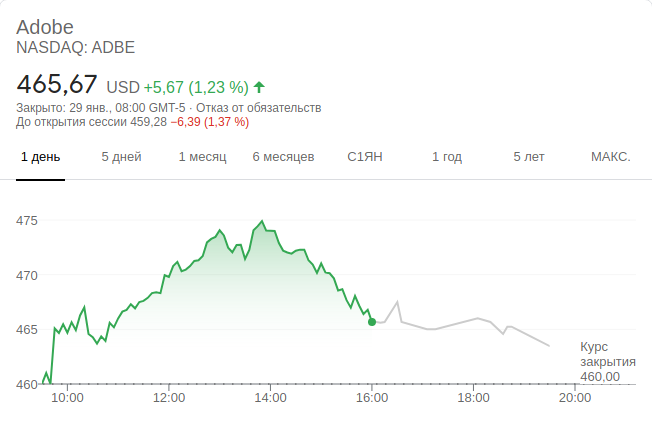 Adobe
NASDAQ: ADBE
465,67 USD +5,67 (1,23 %)
Закрыто: 29 янв., 08:00 GMT-5 · Отказ от обязательств
До открытия сессии 459,28 −6,39 (1,37 %)
1 день 5 дней 1 месяц 6 месяцев С1ЯН 1 год 5 лет МАКС.
475
470
465
Курс
закрытия
460,00
460
10:00 12:00 14:00 16:00 18:00 20:00